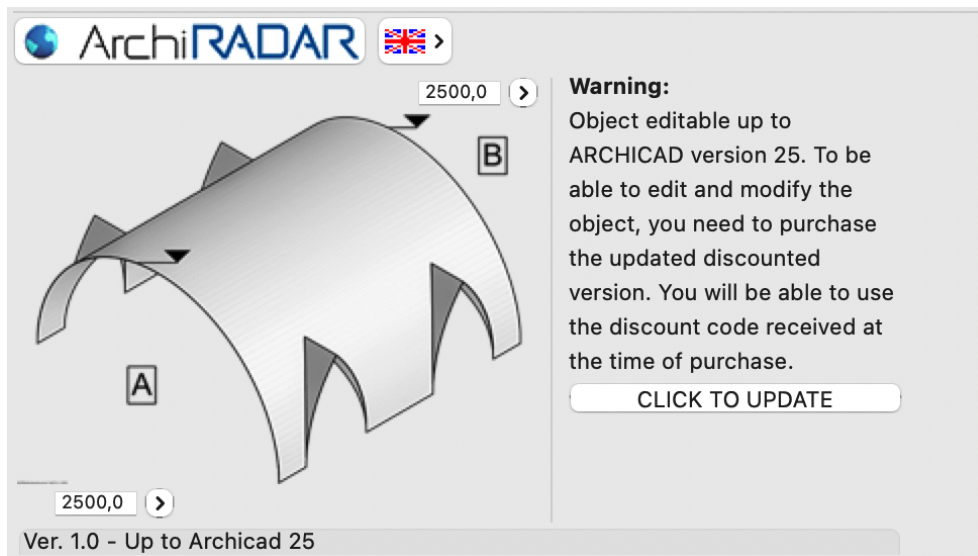 ArchiRADAR
2500,0
B
A
2500,0
Warning:
Object editable up to
ARCHICAD version 25. To be
able to edit and modify the
object, you need to purchase
the updated discounted
version. You will be able to use
the discount code received at
the time of purchase.
CLICK TO UPDATE
Ver. 1.0 - Up to Archicad 25